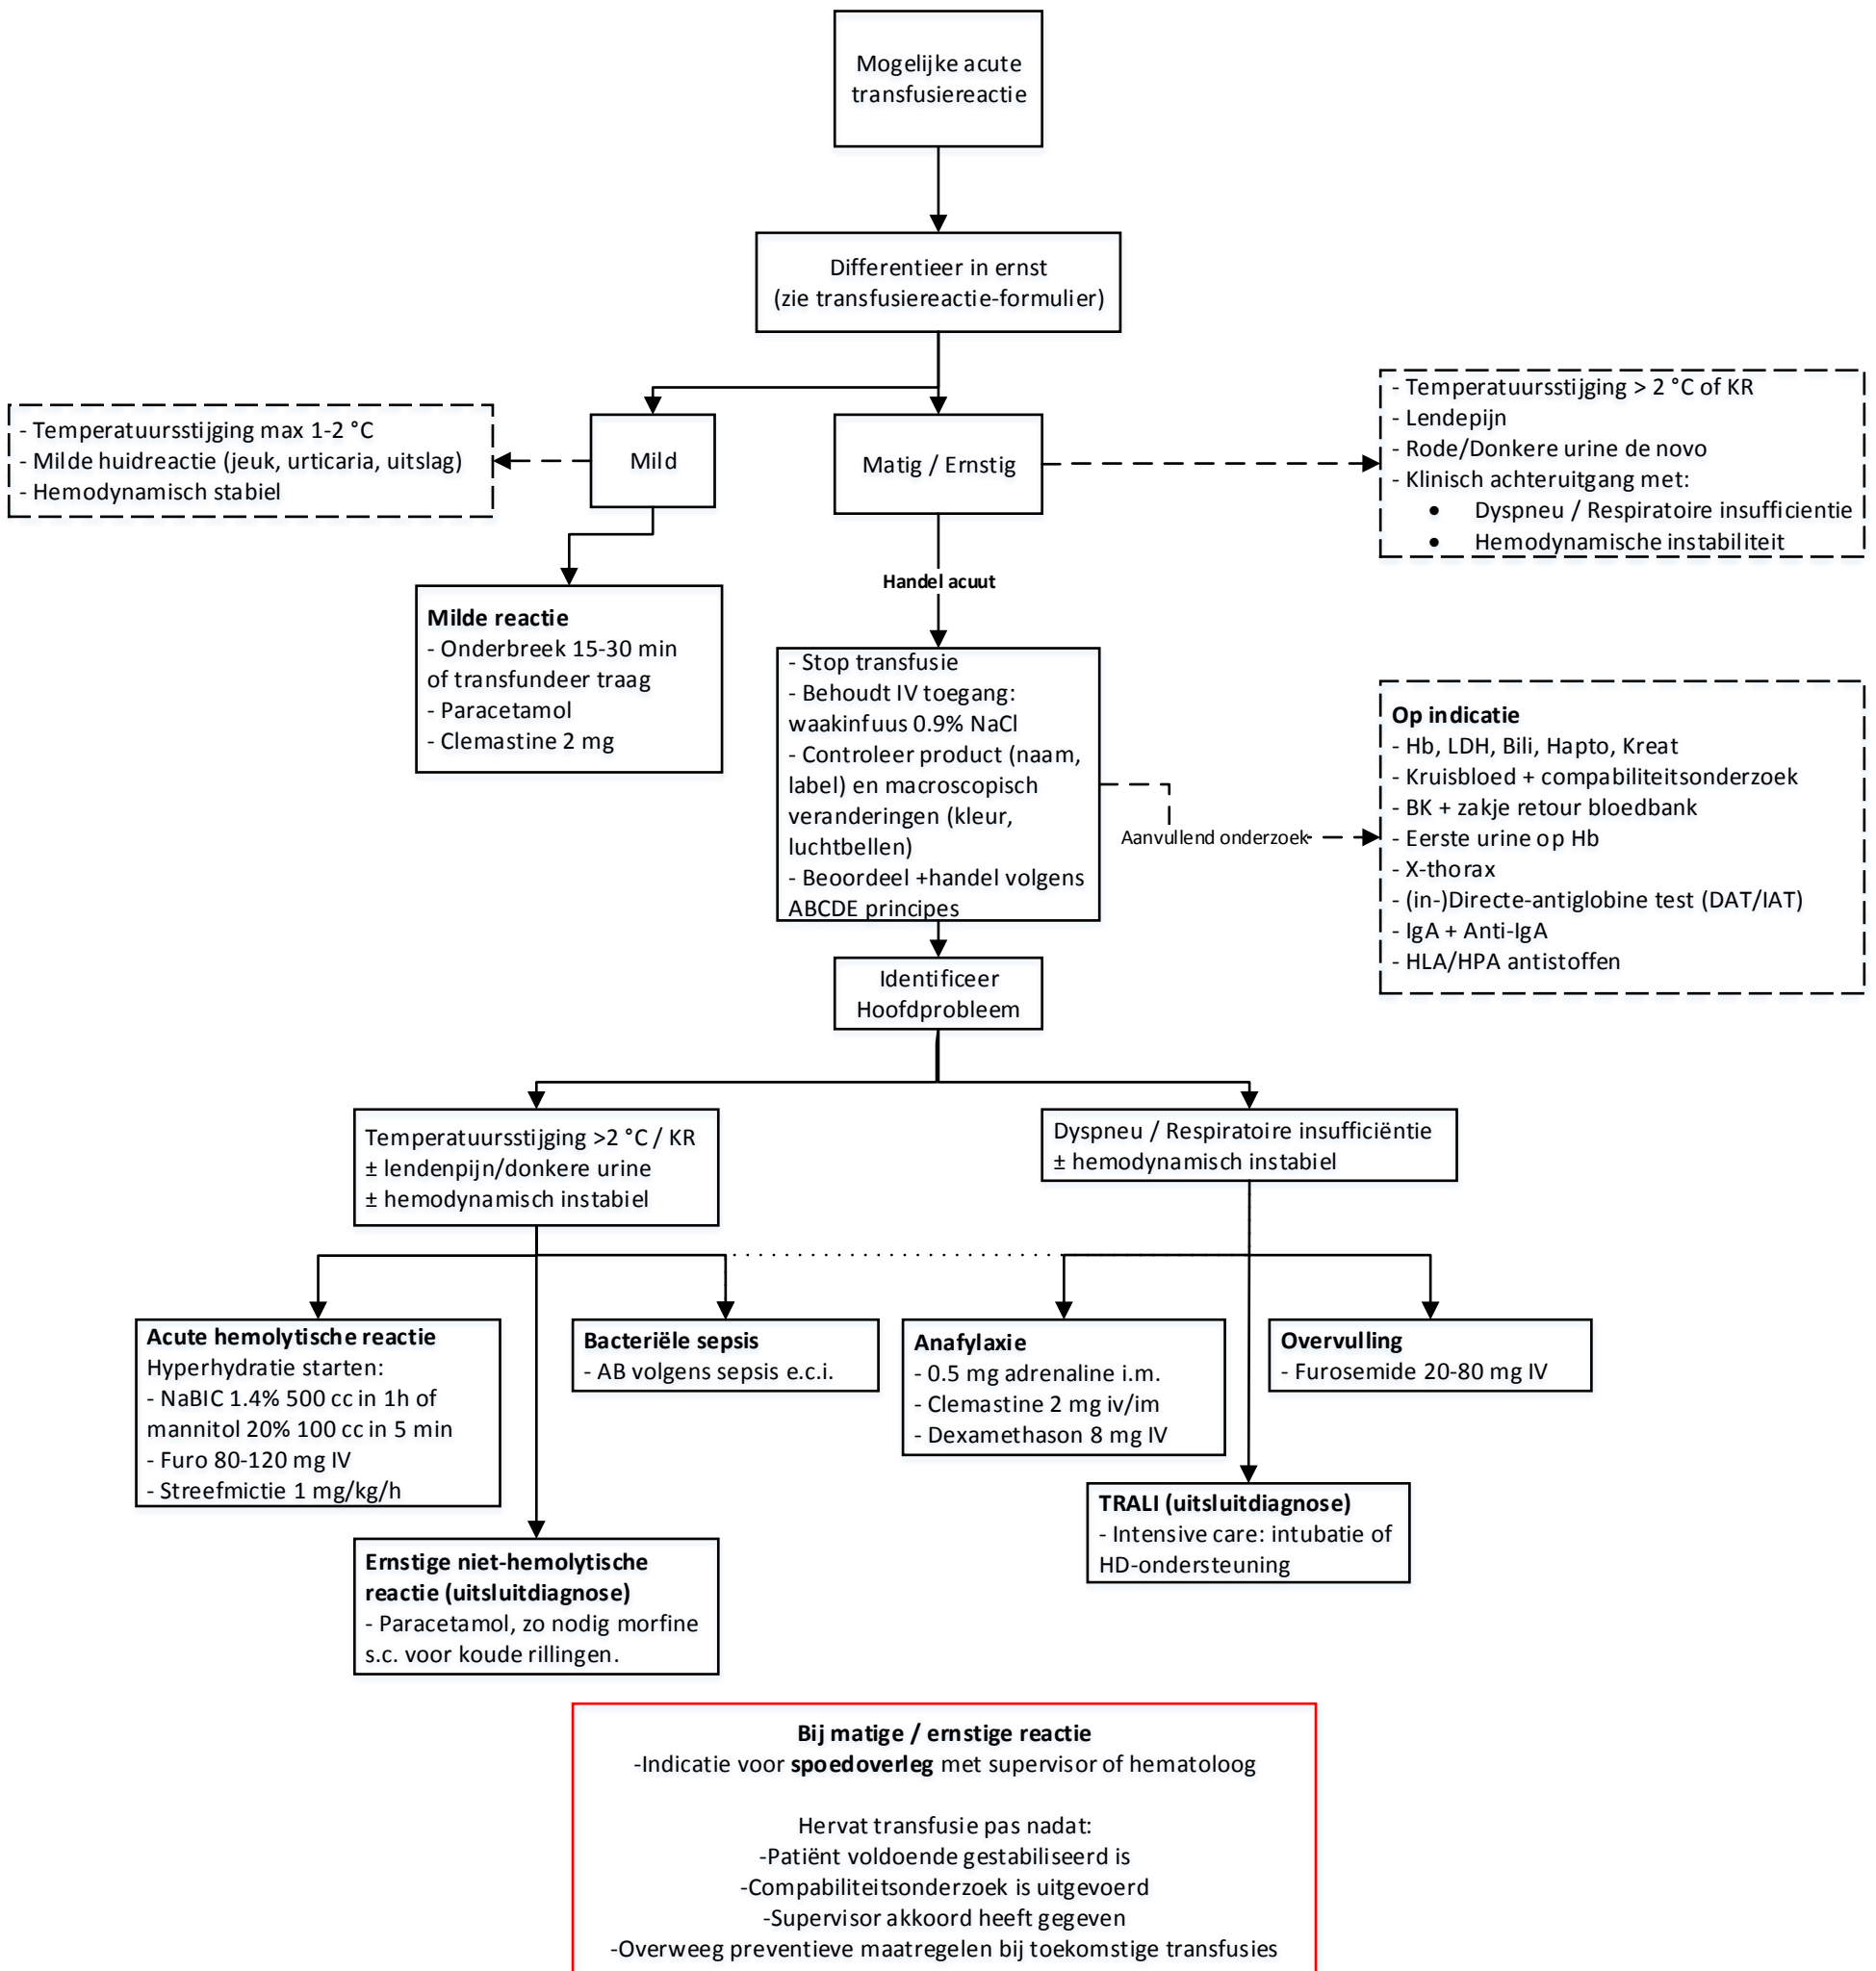 Mogelijke acute
transfusiereactie
Differentieer in ernst
(zie transfusiereactie-formulier)
- Temperatuursstijging max 1-2 °C
- Milde huidreactie (jeuk, urticaria, uitslag)
- Hemodynamisch stabiel
Mild
Matig / Ernstig
- Temperatuursstijging > 2 °C of KR
- Lendepijn
- Rode/Donkere urine de novo
- Klinisch achteruitgang met:
• Dyspneu / Respiratoire insufficientie
• Hemodynamische instabiliteit
Handel acuut
Milde reactie
- Onderbreek 15-30 min
of transfundeer traag
- Paracetamol
- Clemastine 2 mg
- Stop transfusie
- Behoudt IV toegang:
waakinfuus 0.9% NaCl
- Controleer product (naam,
label) en macroscopisch
veranderingen (kleur,
luchtbellen)
- Beoordeel +handel volgens
ABCDE principes
Aanvullend onderzoek
Op indicatie
- Hb, LDH, Bili, Hapto, Kreat
- Kruisbloed + compabiliteitsonderzoek
- BK + zakje retour bloedbank
- Eerste urine op Hb
- X-thorax
- (in-)Directe-antiglobine test (DAT/IAT)
- IgA + Anti-IgA
- HLA/HPA antistoffen
Identificeer
Hoofdprobleem
Temperatuursstijging >2 °C / KR
± lendenpijn/donkere urine
± hemodynamisch instabiel
Dyspneu / Respiratoire insufficiëntie
± hemodynamisch instabiel
Acute hemolytische reactie
Hyperhydratie starten:
- NaBIC 1.4% 500 cc in 1h of
mannitol 20% 100 cc in 5 min
- Furo 80-120 mg IV
- Streefmictie 1 mg/kg/h
Bacteriële sepsis
- AB volgens sepsis e.c.i.
Anafylaxie
- 0.5 mg adrenaline i.m.
- Clemastine 2 mg iv/im
- Dexamethason 8 mg IV
Overvulling
- Furosemide 20-80 mg IV
TRALI (uitsluitdiagnose)
- Intensive care: intubatie of
HD-ondersteuning
Ernstige niet-hemolytische
reactie (uitsluitdiagnose)
- Paracetamol, zo nodig morfine
s.c. voor koude rillingen.
Bij matige / ernstige reactie
-Indicatie voor spoedoverleg met supervisor of hematoloog
Hervat transfusie pas nadat:
-Patiënt voldoende gestabiliseerd is
-Compabiliteitsonderzoek is uitgevoerd
-Supervisor akkoord heeft gegeven
-Overweeg preventieve maatregelen bij toekomstige transfusies